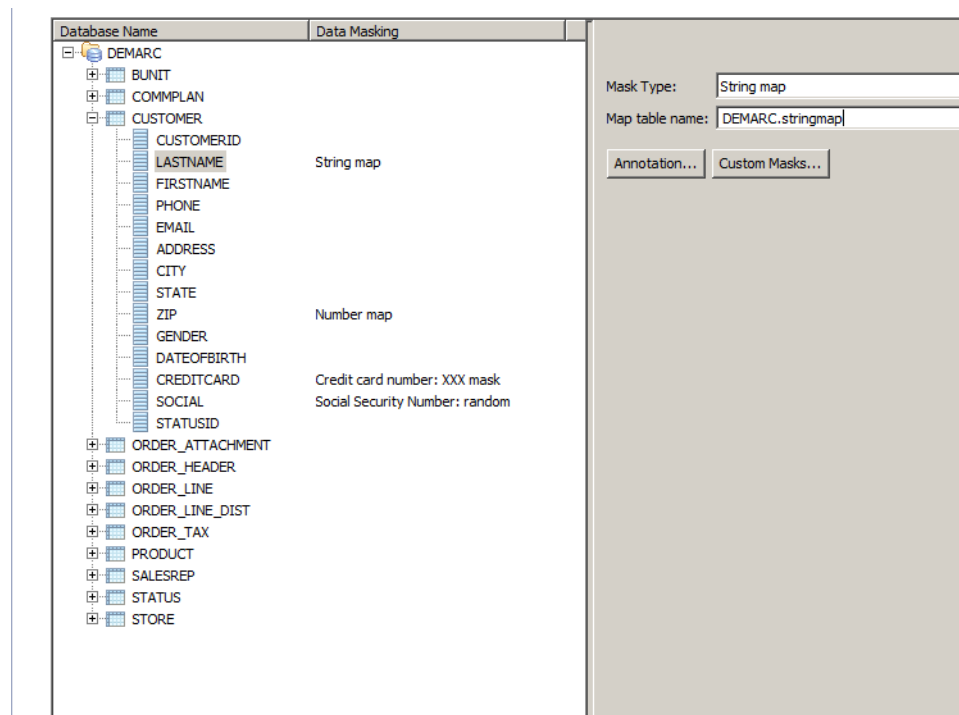 Database Name Data Masking
DEMARC
BUNIT
Mask Type: String map
COMMPLAN
CUSTOMER
Map table name: DEMARC.stringmap
CUSTOMERID
LASTNAME String map
Annotation... Custom Masks...
FIRSTNAME
PHONE
EMAIL
ADDRESS
CITY
STATE
ZIP Number map
GENDER
DATEOFBIRTH
CREDITCARD Credit card number: XXX mask
SOCIAL Social Security Number: random
STATUSID
ORDER_ATTACHMENT
ORDER_HEADER
ORDER_LINE
ORDER_LINE_DIST
ORDER_TAX
PRODUCT
SALESREP
STATUS
STORE